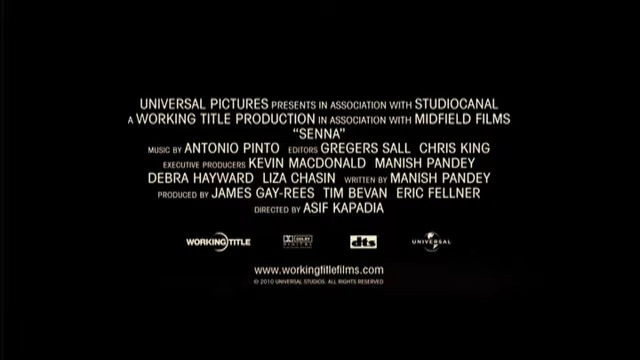 UNIVERSAL PICTURES PRESENTS IN ASSOCIATION WITH STUDIOCANAL
A WORKING TITLE PRODUCTION IN ASSOCIATION WITH MIDFIELD FILMS
"SENNA"
MUSIC BY ANTONIO PINTO EDITORS GREGERS SALL CHRIS KING
EXECUTIVE PRODUCERS KEVIN MACDONALD MANISH PANDEY
DEBRA HAYWARD LIZA CHASIN WRITTEN BY MANISH PANDEY
PRODUCED BY JAMES GAY-REES TIM BEVAN ERIC FELLNER
DIRECTED BY ASIF KAPADIA
WORKING TITLE DOLBY DIGITAL dts UNIVERSAL
www.workingtitlefilms.com
© 2010 UNIVERSAL STUDIOS. ALL RIGHTS RESERVED